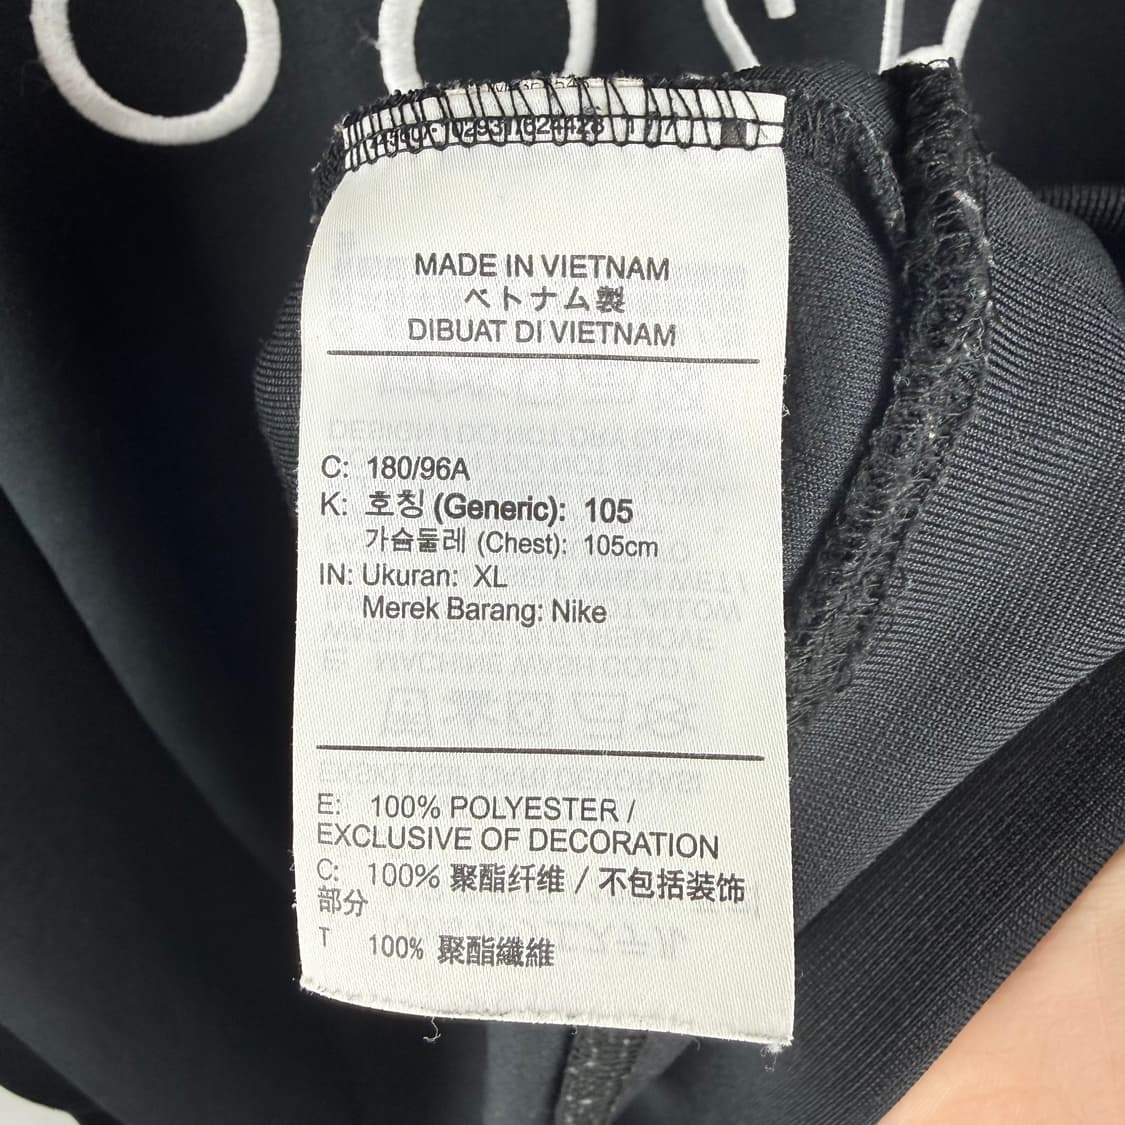 MADE IN VIETNAM
ベトナム製
DIBUAT DI VIETNAM
C: 180/96A
K: 호칭 (Generic): 105
가슴둘레 (Chest): 105cm
IN: Ukuran: XL
Merek Barang: Nike
E: 100% POLYESTER /
EXCLUSIVE OF DECORATION
C: 100% 聚酯纤维 / 不包括装饰
部分
T 100% 聚酯纖維